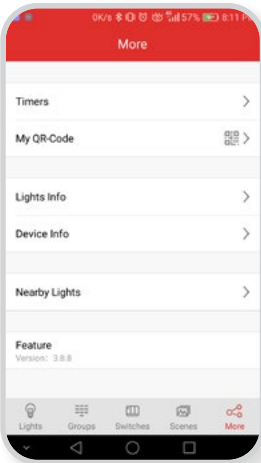 0K/s 57% 8:11 P
More
Timers
My QR-Code
Lights Info
Device Info
Nearby Lights
Feature
Version: 3.8.8
Lights Groups Switches Scenes More